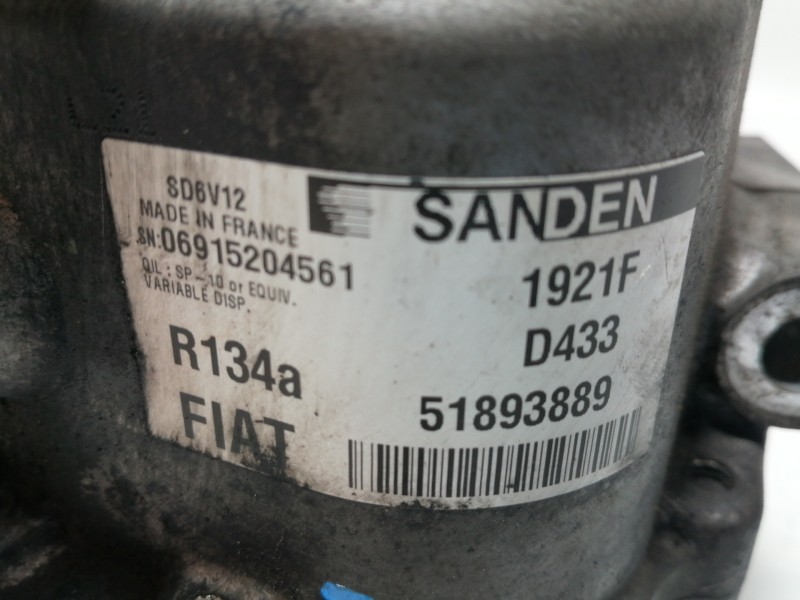 SD6V12
MADE IN FRANCE
SN:06915204561
OIL : SP-10 or EQUIV.
VARIABLE DISP.
R134a
FIAT
SANDEN
1921F
D433
51893889